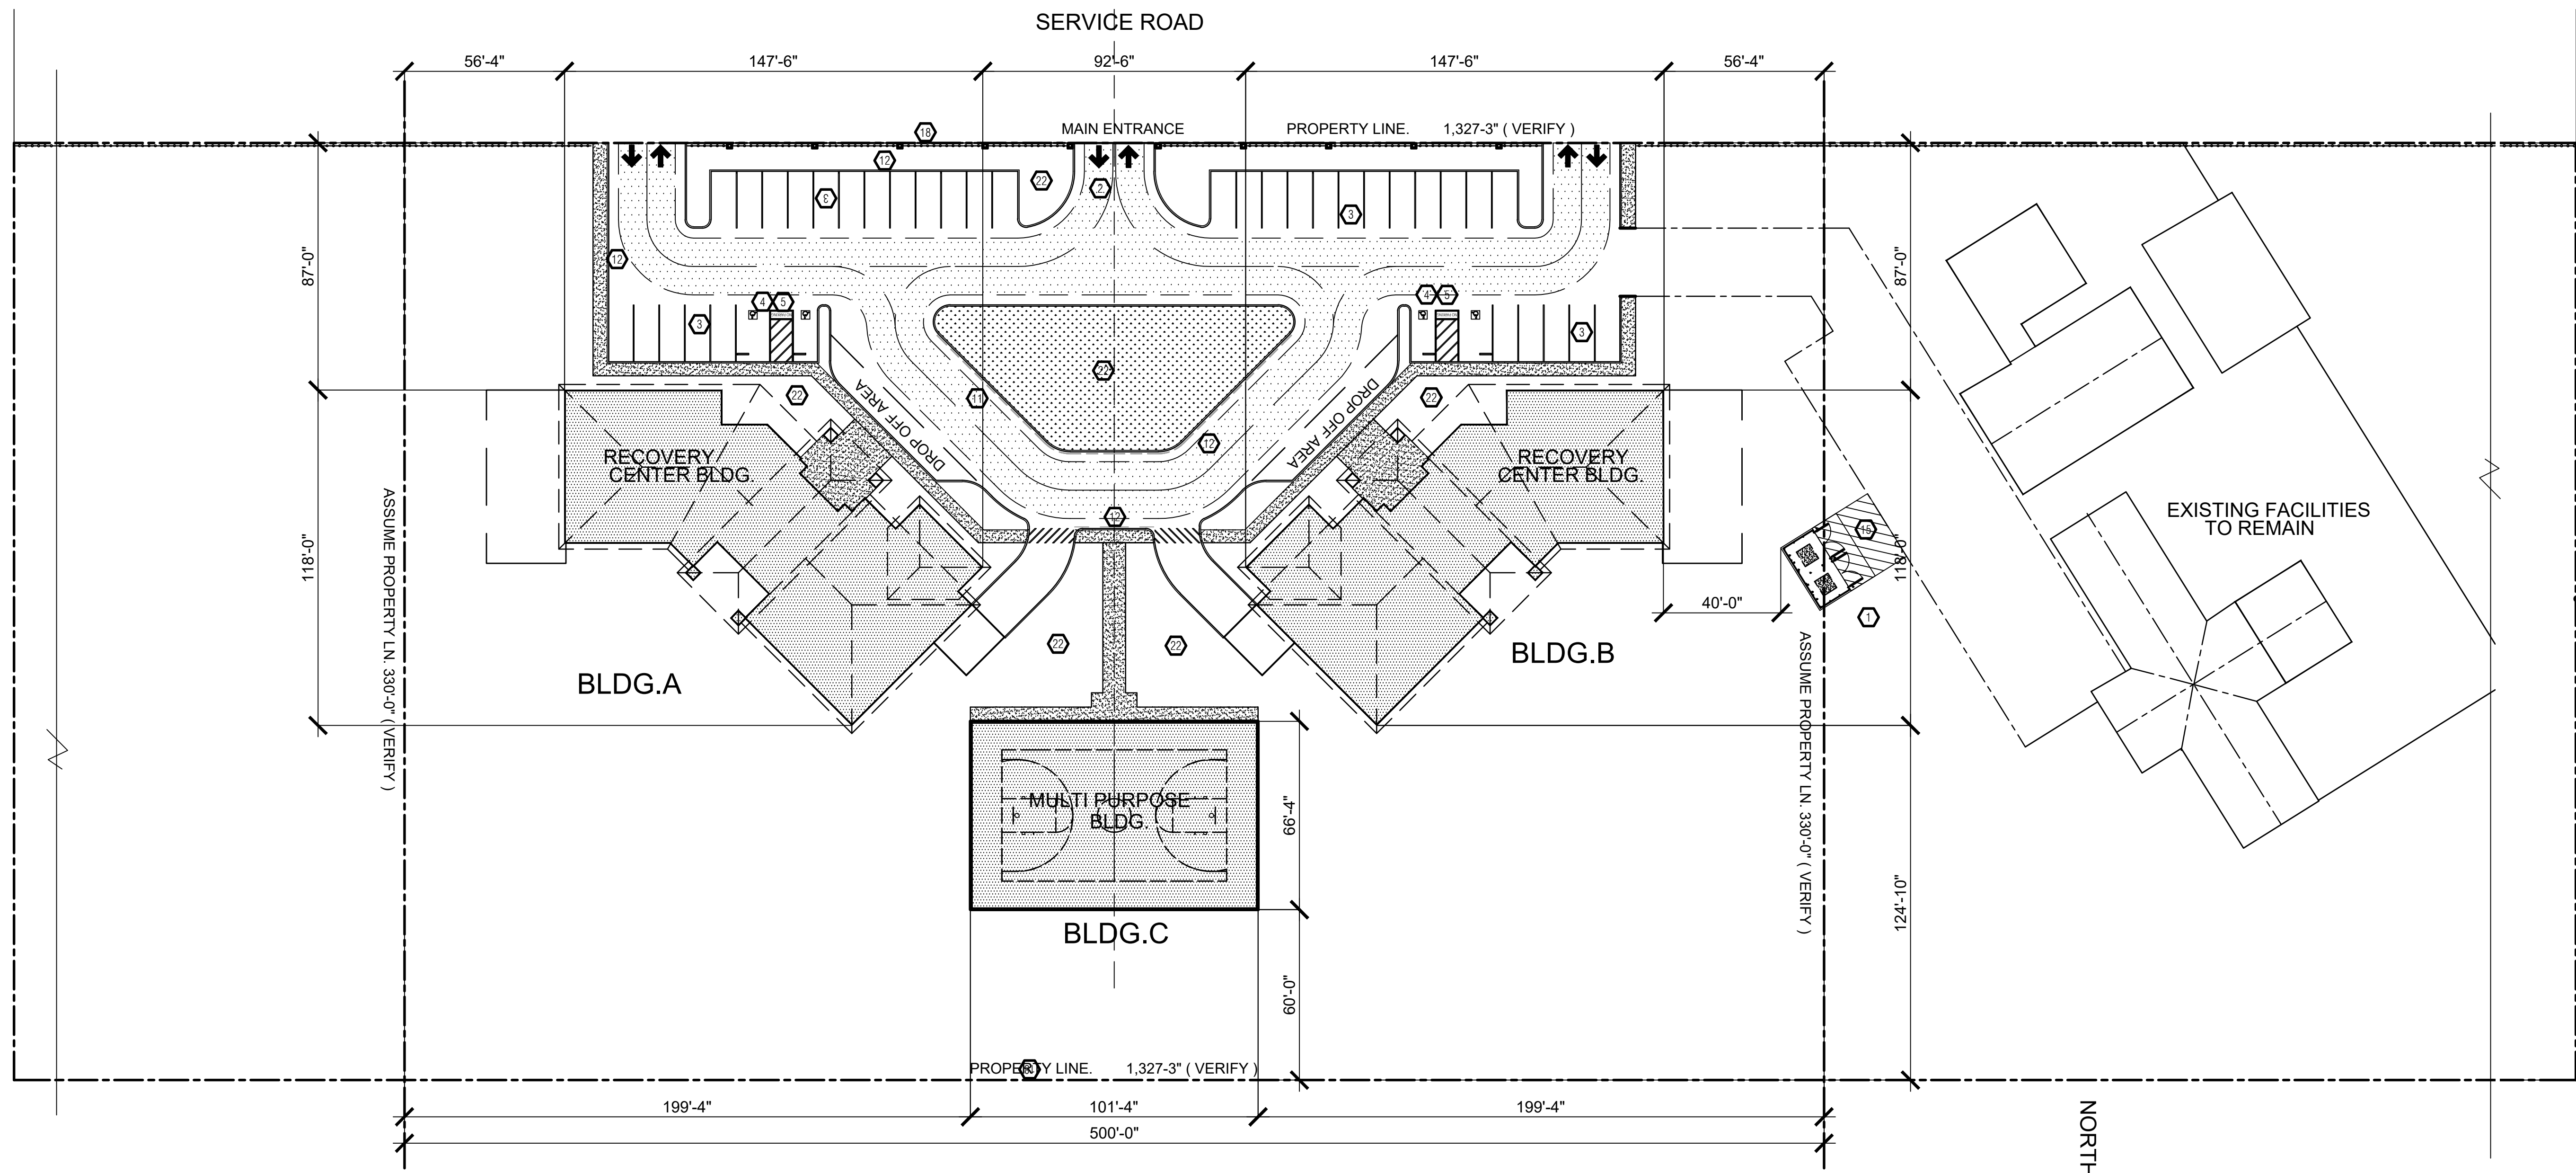 SERVICE ROAD
56'-4"
147'-6"
92'-6"
147'-6"
56'-4"
MAIN ENTRANCE
PROPERTY LINE. 1,327-3" ( VERIFY )
18
12
22
2
3
3
87'-0"
87'-0"
12
4
5
4
5
3
3
22
22
11
22
12
DROP OFF AREA
DROP OFF AREA
RECOVERY
CENTER BLDG.
RECOVERY
CENTER BLDG.
12
15
EXISTING FACILITIES
TO REMAIN
118'-0"
118'-0"
ASSUME PROPERTY LN. 330'-0" ( VERIFY )
40'-0"
1
22
22
BLDG.A
BLDG.B
ASSUME PROPERTY LN. 330'-0" ( VERIFY )
MULTI PURPOSE
BLDG.
66'-4"
124'-10"
BLDG.C
60'-0"
PROPERTY LINE. 1,327-3" ( VERIFY )
199'-4"
101'-4"
199'-4"
500'-0"
NORTH